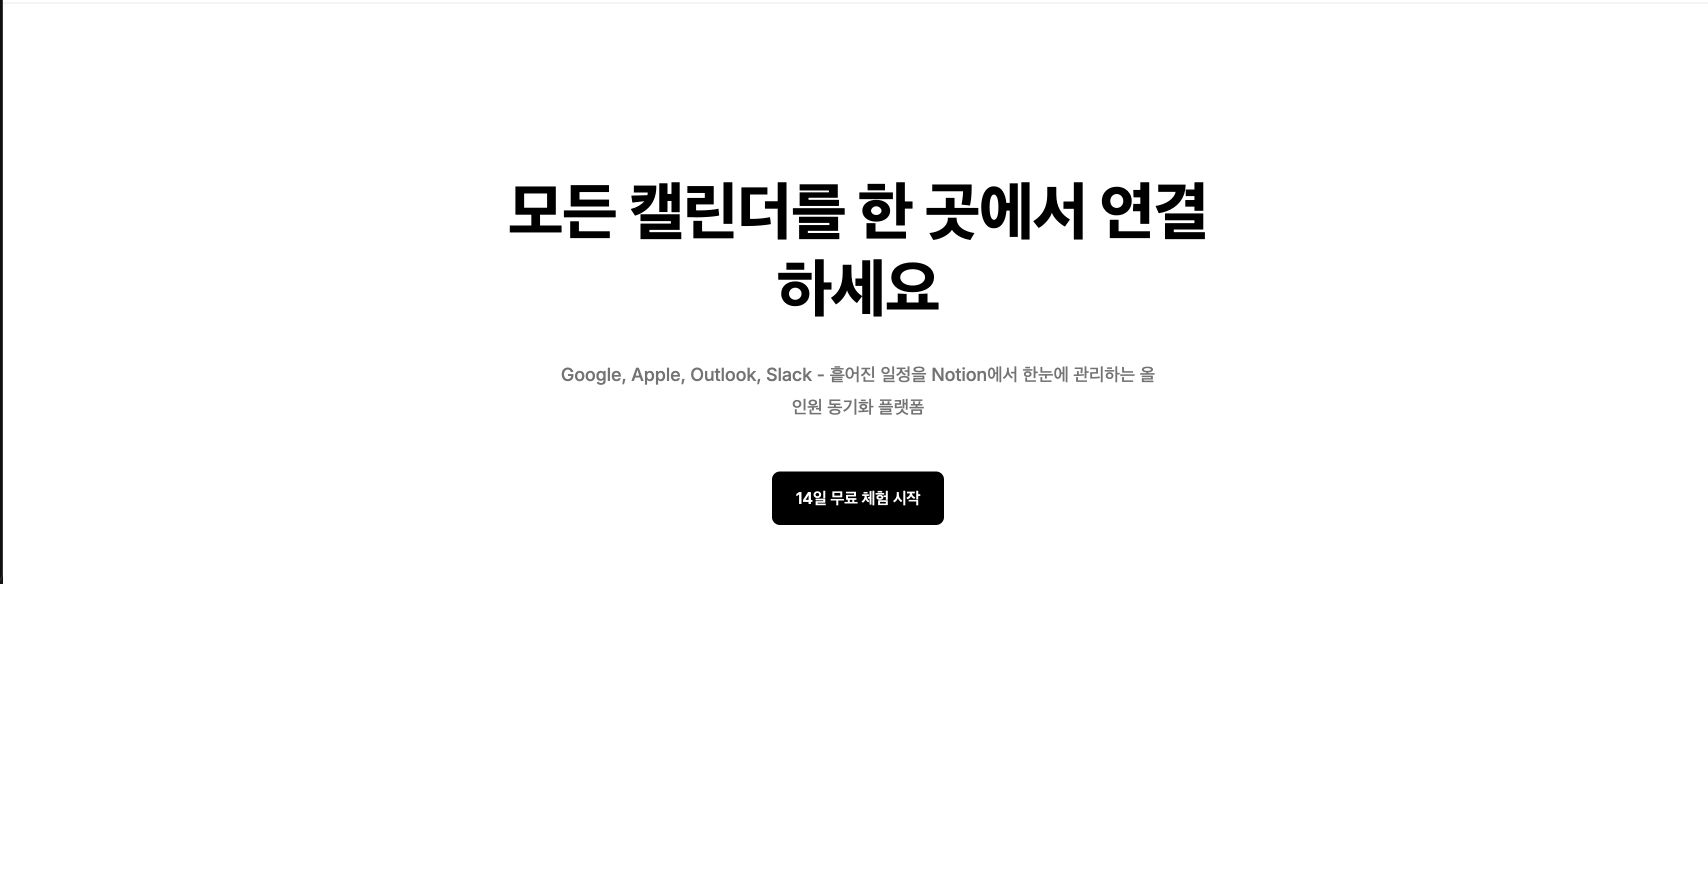 모든 캘린더를 한 곳에서 연결
하세요
Google, Apple, Outlook, Slack - 흩어진 일정을 Notion에서 한눈에 관리하는 올
인원 동기화 플랫폼
14일 무료 체험 시작